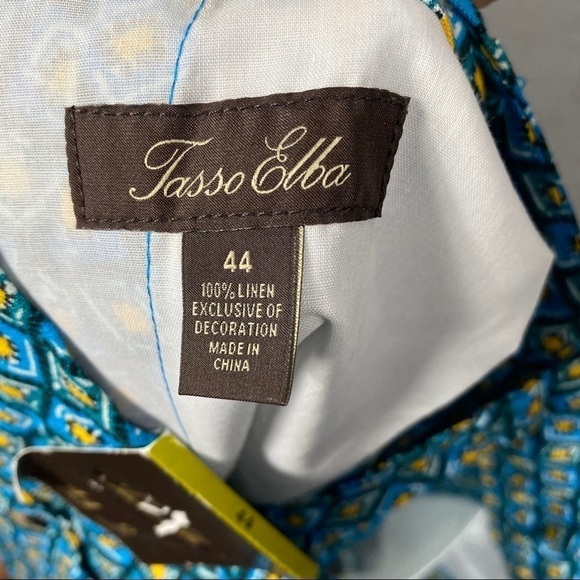 Tasso Elba
44
100% LINEN
EXCLUSIVE OF
DECORATION
MADE IN
CHINA
44